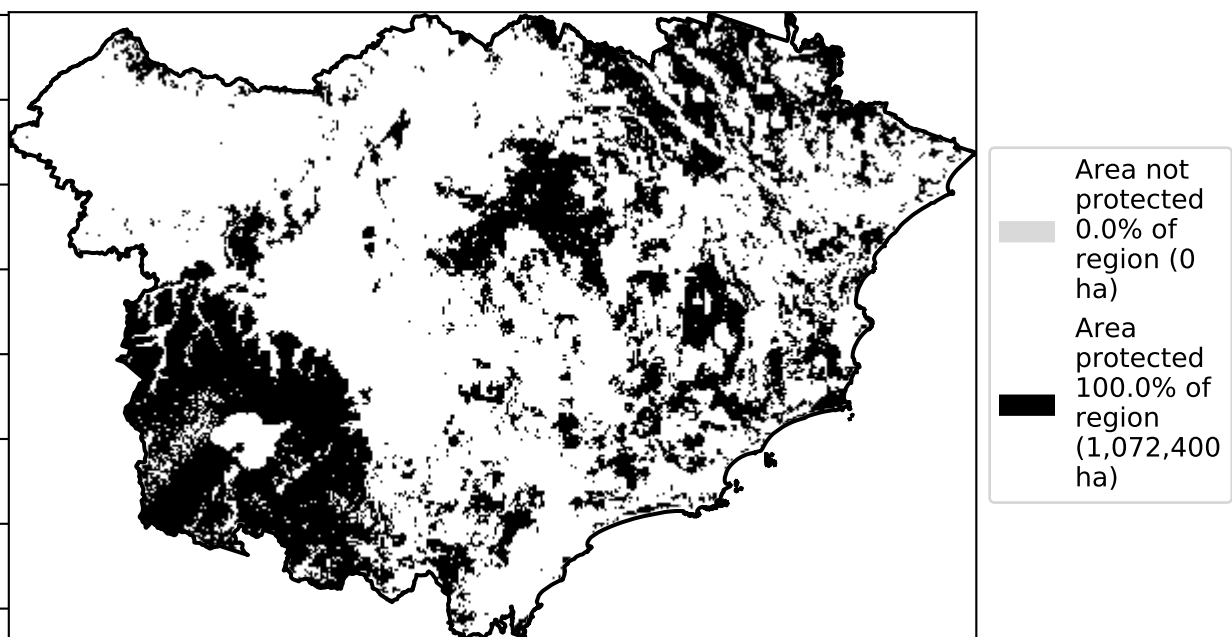 Area not
protected
0.0% of
region (0
ha)
Area
protected
100.0% of
region
(1,072,400
ha)